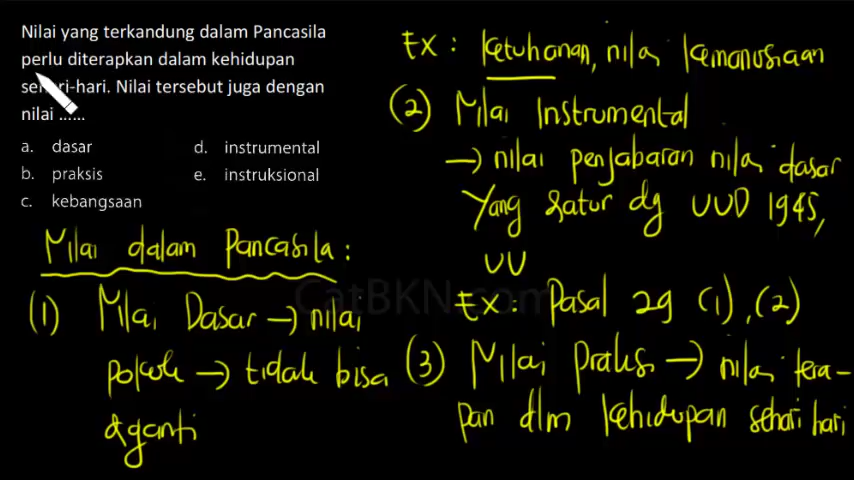 Nilai yang terkandung dalam Pancasila
perlu diterapkan dalam kehidupan
sehari-hari. Nilai tersebut juga dengan
nilai ......
a. dasar
b. praksis
c. kebangsaan
d. instrumental
e. instruksional
Nilai dalam Pancasila :
(1) Nilai Dasar → nilai
pokok → tidak bisa
diganti
Ex : Ketuhanan, nilai kemanusiaan
(2) Nilai Instrumental
→ nilai penjabaran nilai dasar
Yang diatur dg UUD 1945,
UU
Ex : Pasal 29 (1), (2)
(3) Nilai Praksis → nilai tera-
pan dlm kehidupan sehari hari
CatBKN.com